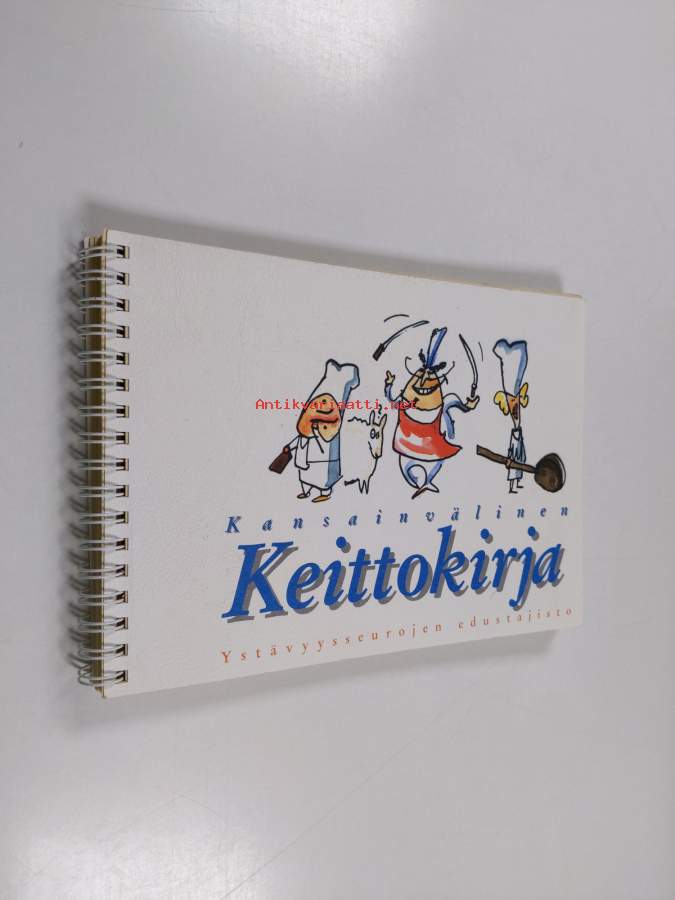 Antikvariaatti.net
Kansainvälinen
Keittokirja
Ystävyysseurojen edustajisto